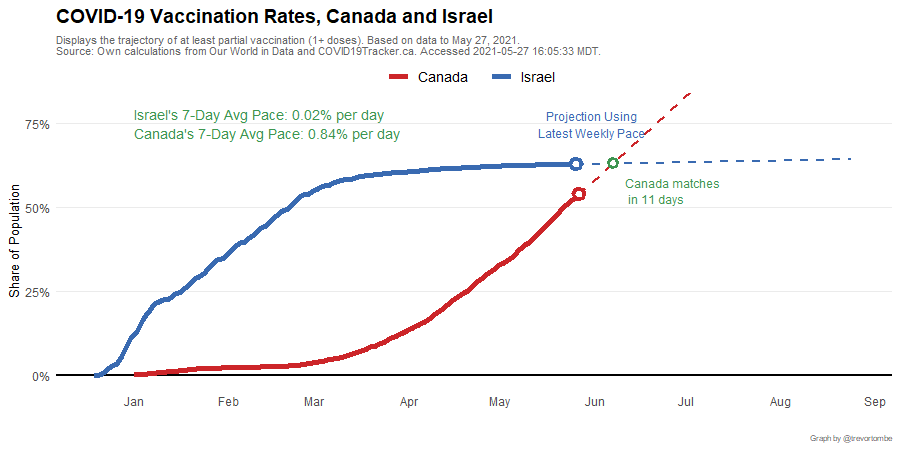 COVID-19 Vaccination Rates, Canada and Israel
Displays the trajectory of at least partial vaccination (1+ doses). Based on data to May 27, 2021.
Source: Own calculations from Our World in Data and COVID19Tracker.ca. Accessed 2021-05-27 16:05:33 MDT.
Canada Israel
Israel's 7-Day Avg Pace: 0.02% per day
Canada's 7-Day Avg Pace: 0.84% per day
Projection Using
Latest Weekly Pace
Canada matches
in 11 days
Share of Population
75%
50%
25%
0%
Jan Feb Mar Apr May Jun Jul Aug Sep
Graph by @trevortombe